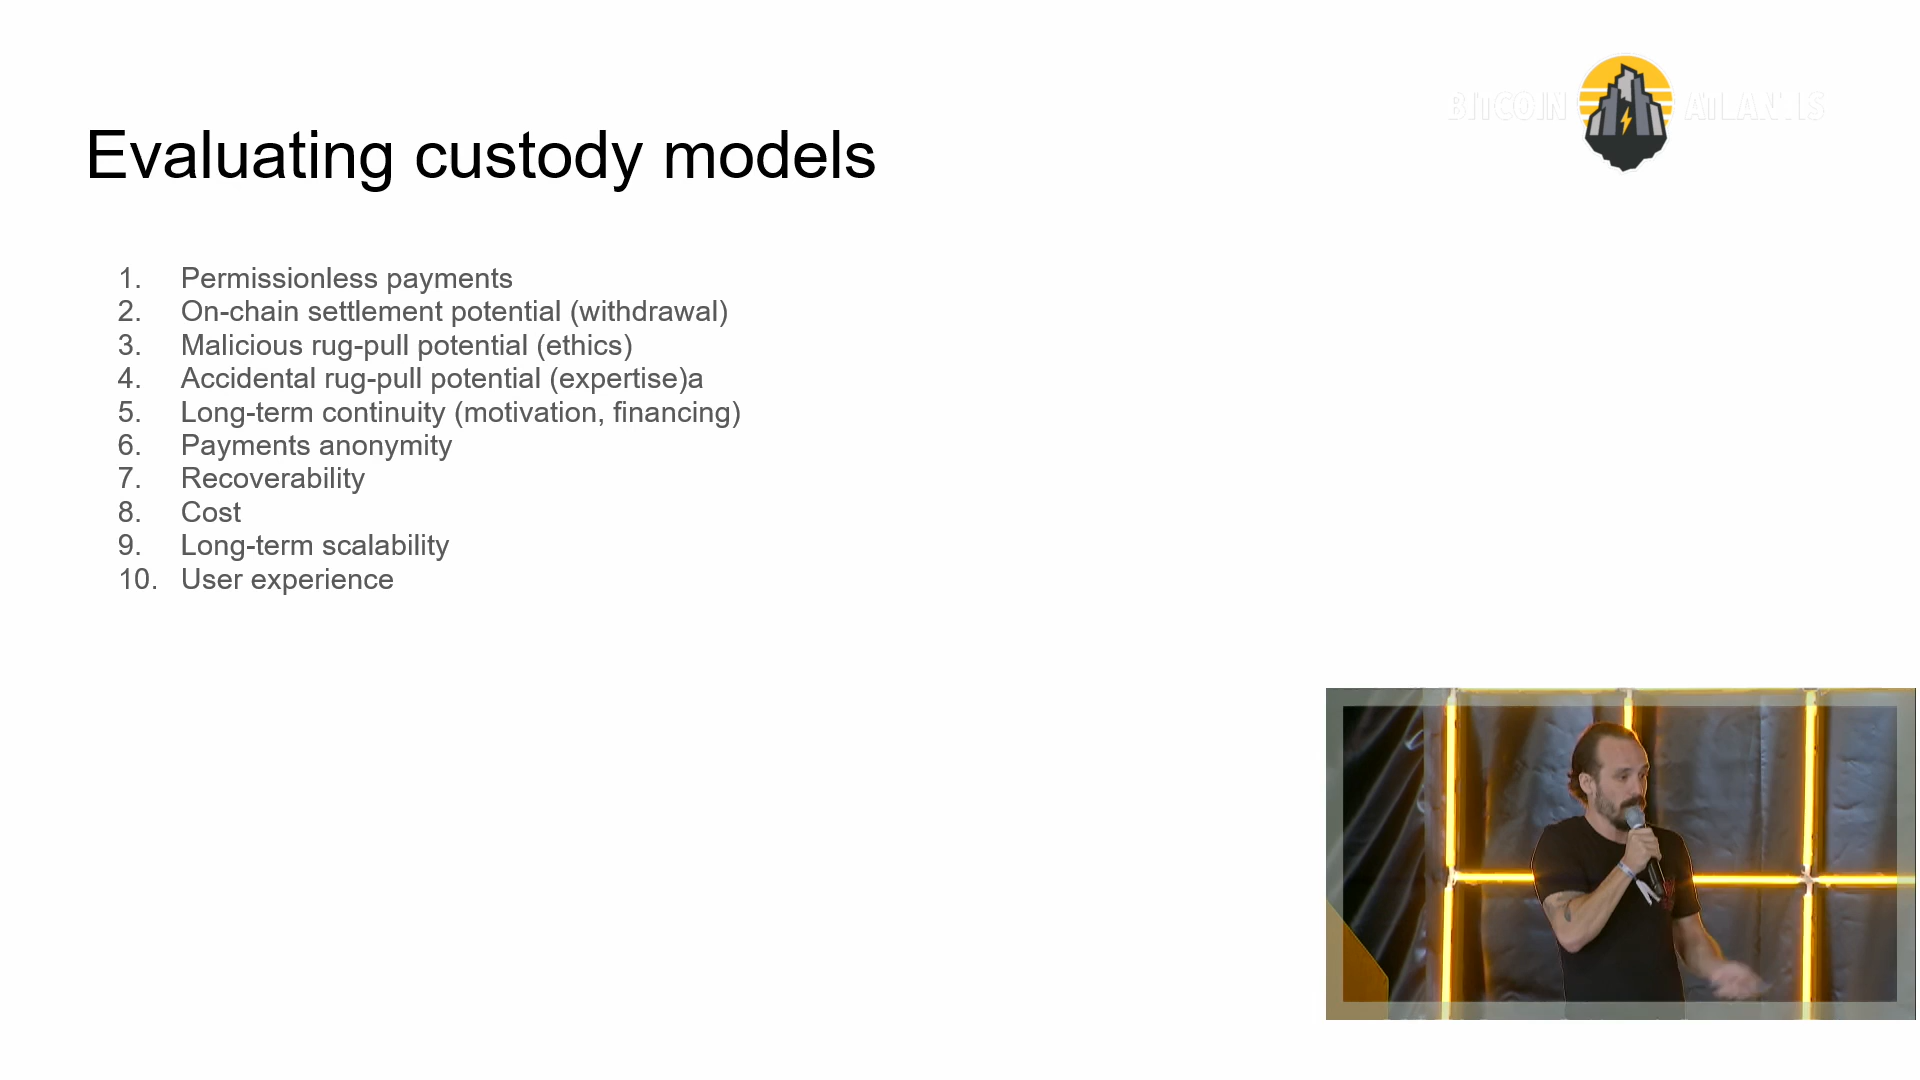 BITCOIN ATLANTIS
Evaluating custody models
1. Permissionless payments
2. On-chain settlement potential (withdrawal)
3. Malicious rug-pull potential (ethics)
4. Accidental rug-pull potential (expertise)a
5. Long-term continuity (motivation, financing)
6. Payments anonymity
7. Recoverability
8. Cost
9. Long-term scalability
10. User experience